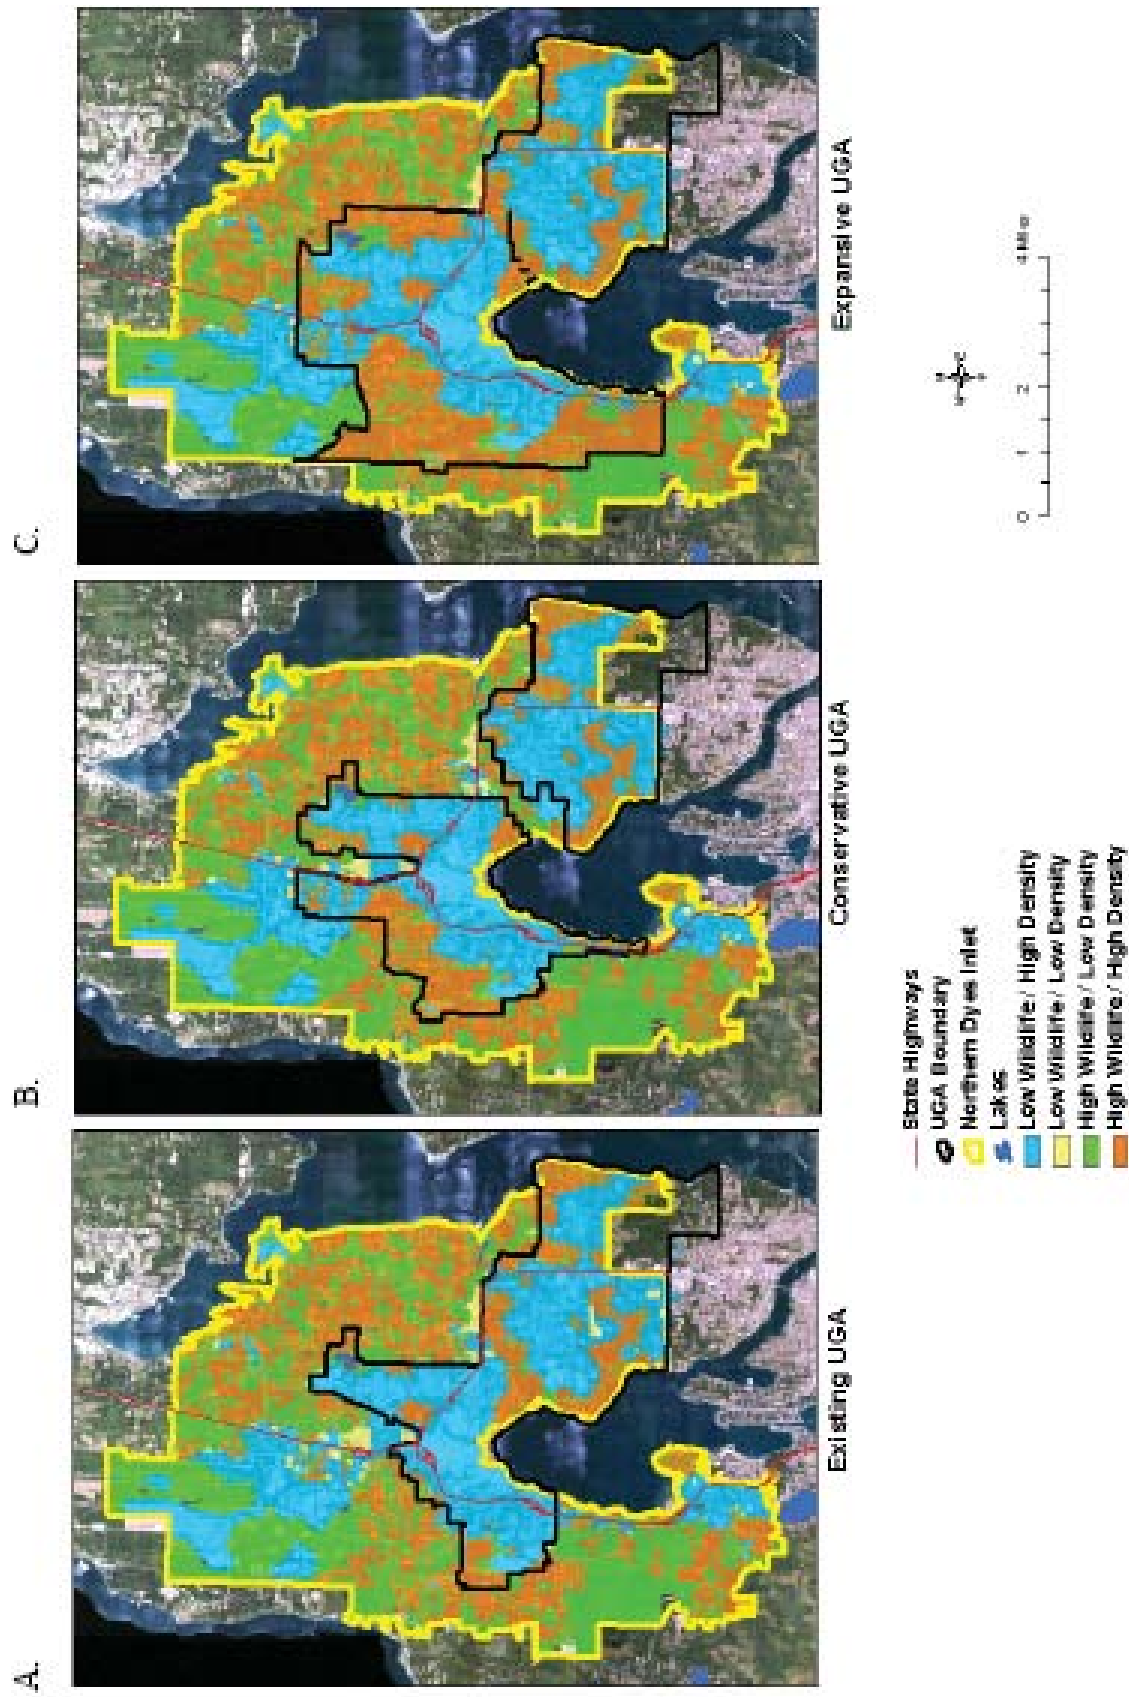 A.
B.
C.
Existing UGA
Conservative UGA
Expansive UGA
State Highways
UGA Boundary
Northern Dyes Inlet
Lakes
Low Wildlife / High Density
Low Wildlife / Low Density
High Wildlife / Low Density
High Wildlife / High Density
0 1 2 4